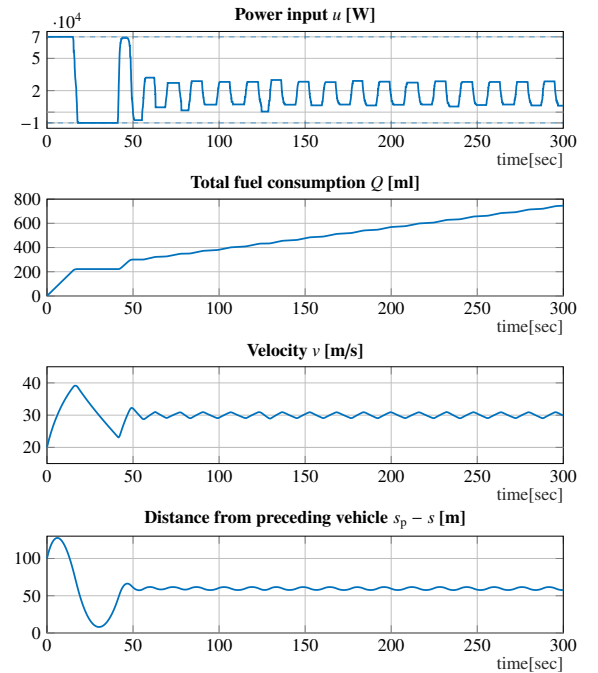 Power input u [W]
·10⁴
7
5
2
−1
0 50 100 150 200 250 300
time[sec]
Total fuel consumption Q [ml]
800
600
400
200
0
0 50 100 150 200 250 300
time[sec]
Velocity v [m/s]
40
30
20
0 50 100 150 200 250 300
time[sec]
Distance from preceding vehicle sₚ − s [m]
100
50
0
0 50 100 150 200 250 300
time[sec]